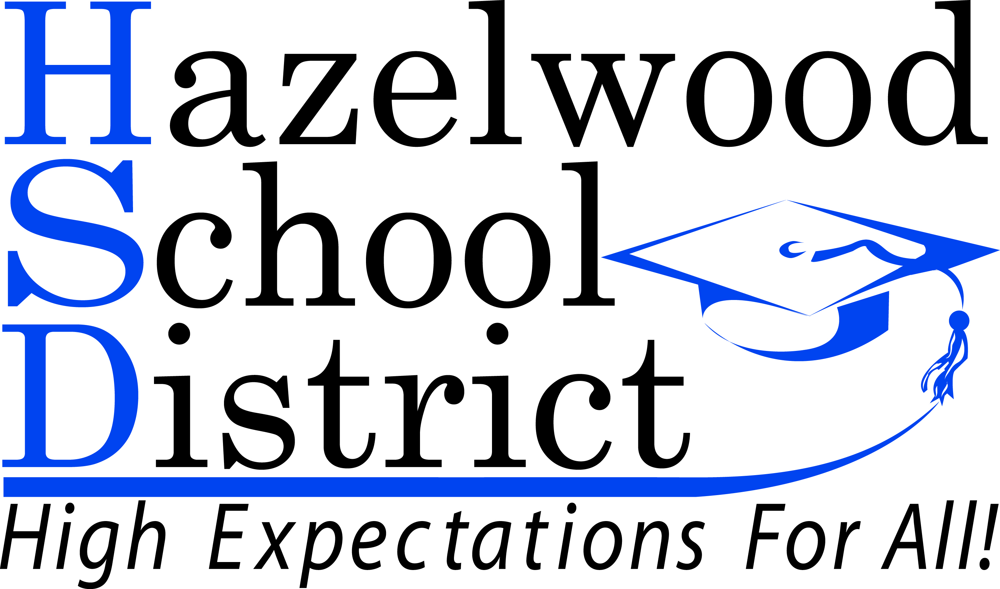 Hazelwood
School
District
High Expectations For All!